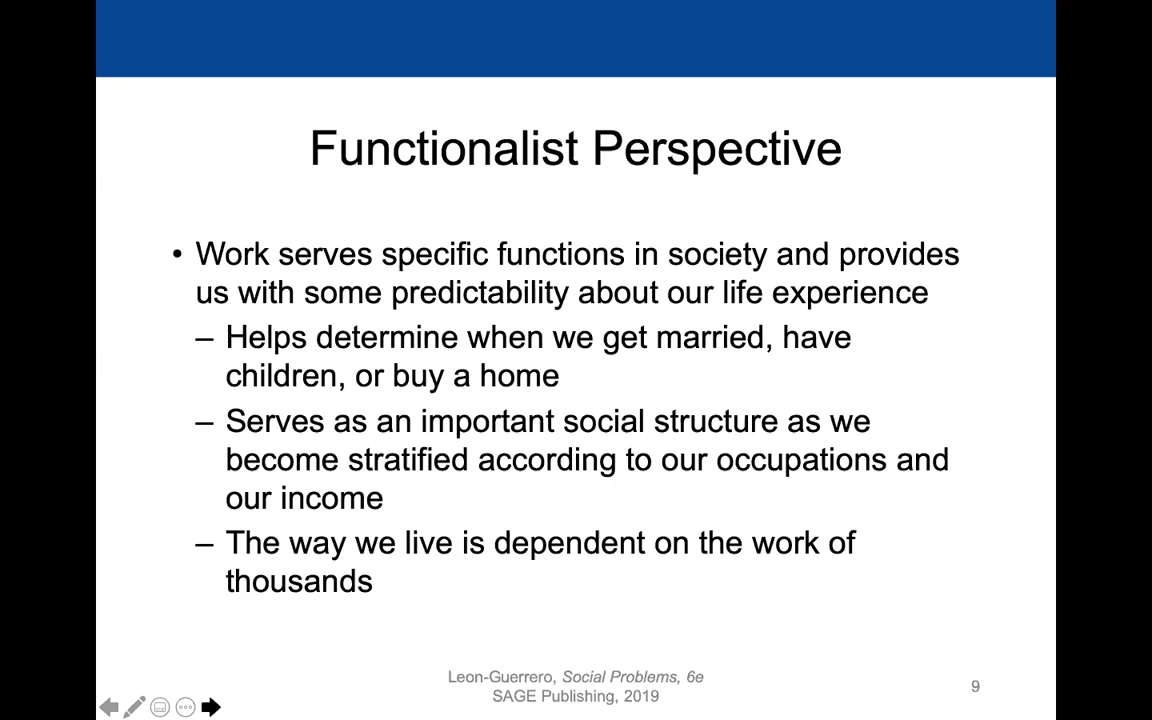 Functionalist Perspective
• Work serves specific functions in society and provides
us with some predictability about our life experience
– Helps determine when we get married, have
children, or buy a home
– Serves as an important social structure as we
become stratified according to our occupations and
our income
– The way we live is dependent on the work of
thousands
Leon-Guerrero, Social Problems, 6e
SAGE Publishing, 2019
9